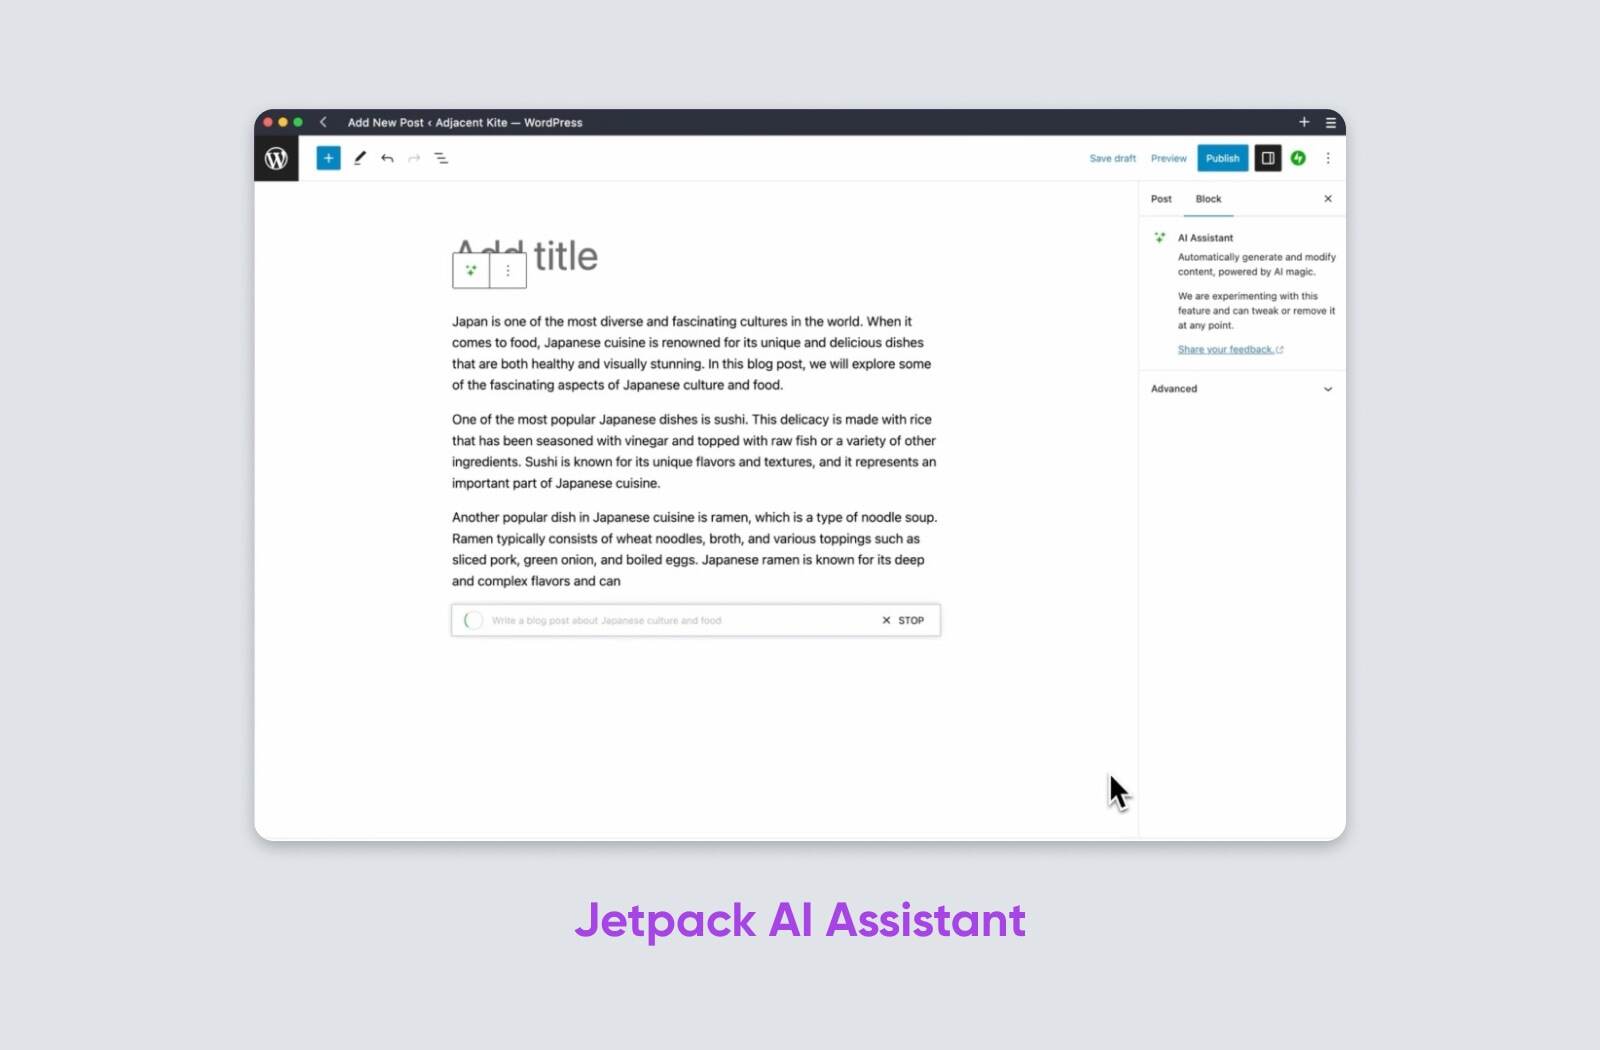 Add New Post ‹ Adjacent Kite — WordPress
Save draft
Preview
Publish
Post
Block
Add title
AI Assistant
Automatically generate and modify
content, powered by AI magic.
We are experimenting with this
feature and can tweak or remove it
at any point.
Share your feedback.
Advanced
Japan is one of the most diverse and fascinating cultures in the world. When it
comes to food, Japanese cuisine is renowned for its unique and delicious dishes
that are both healthy and visually stunning. In this blog post, we will explore some
of the fascinating aspects of Japanese culture and food.
One of the most popular Japanese dishes is sushi. This delicacy is made with rice
that has been seasoned with vinegar and topped with raw fish or a variety of other
ingredients. Sushi is known for its unique flavors and textures, and it represents an
important part of Japanese cuisine.
Another popular dish in Japanese cuisine is ramen, which is a type of noodle soup.
Ramen typically consists of wheat noodles, broth, and various toppings such as
sliced pork, green onion, and boiled eggs. Japanese ramen is known for its deep
and complex flavors and can
Write a blog post about Japanese culture and food
STOP
Jetpack AI Assistant